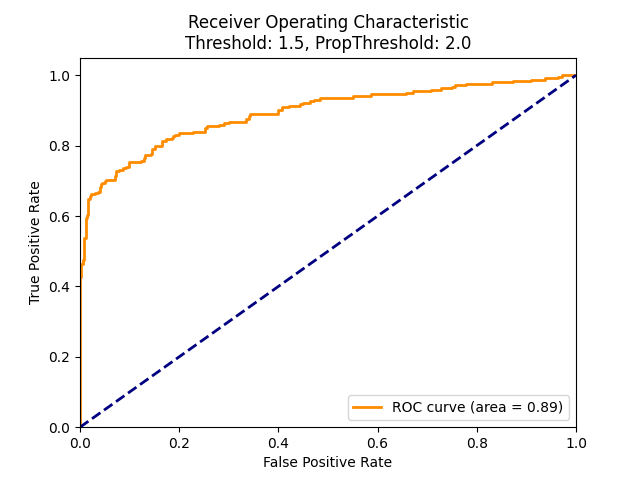 Receiver Operating Characteristic
Threshold: 1.5, PropThreshold: 2.0
1.0
0.8
0.6
0.4
0.2
0.0
True Positive Rate
ROC curve (area = 0.89)
0.0 0.2 0.4 0.6 0.8 1.0
False Positive Rate